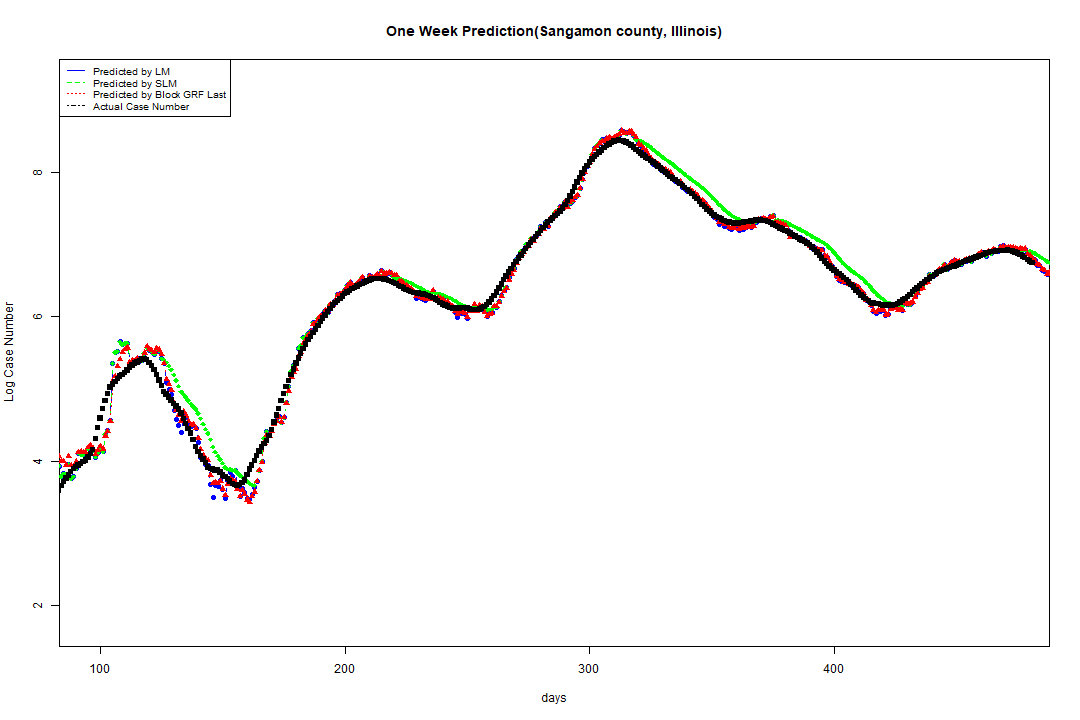 One Week Prediction(Sangamon county, Illinois)
Predicted by LM
Predicted by SLM
Predicted by Block GRF Last
Actual Case Number
8
6
4
2
Log Case Number
100 200 300 400
days